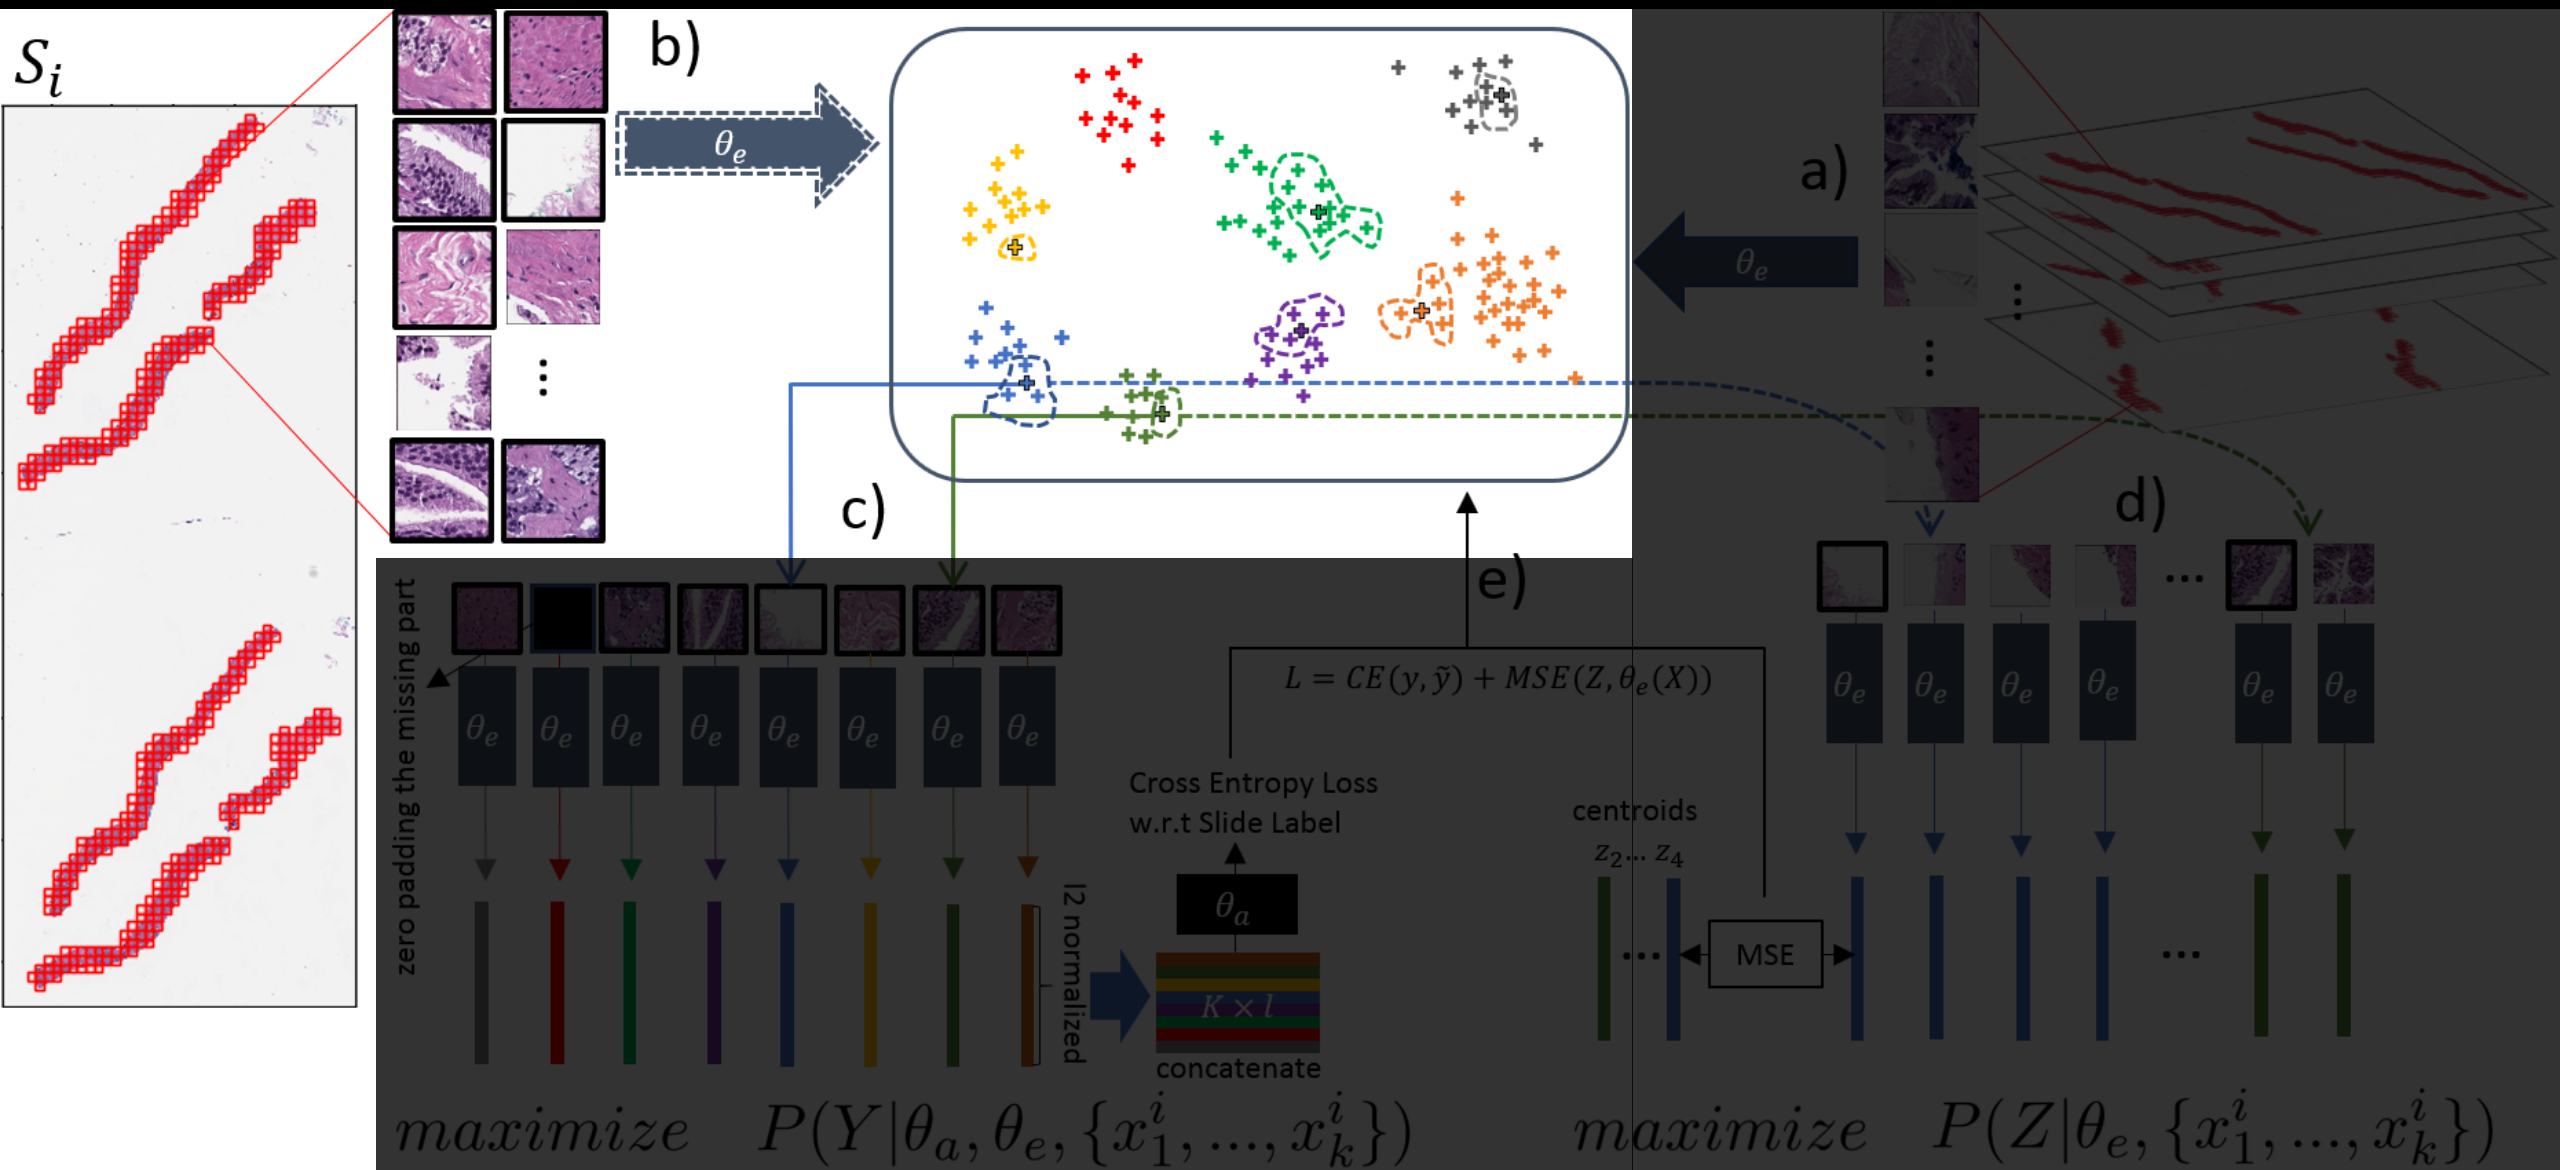 S_i
b)
θ_e
a)
θ_e
c)
d)
e)
zero padding the missing part
θ_e θ_e θ_e θ_e θ_e θ_e θ_e θ_e
l2 normalized
L = CE(y, ỹ) + MSE(Z, θ_e(X))
Cross Entropy Loss
w.r.t Slide Label
θ_a
K × l
concatenate
centroids
z_2... z_4
MSE
θ_e θ_e θ_e θ_e θ_e θ_e
maximize P(Y|θ_a, θ_e, {x_1^i, ..., x_k^i})
maximize P(Z|θ_e, {x_1^i, ..., x_k^i})